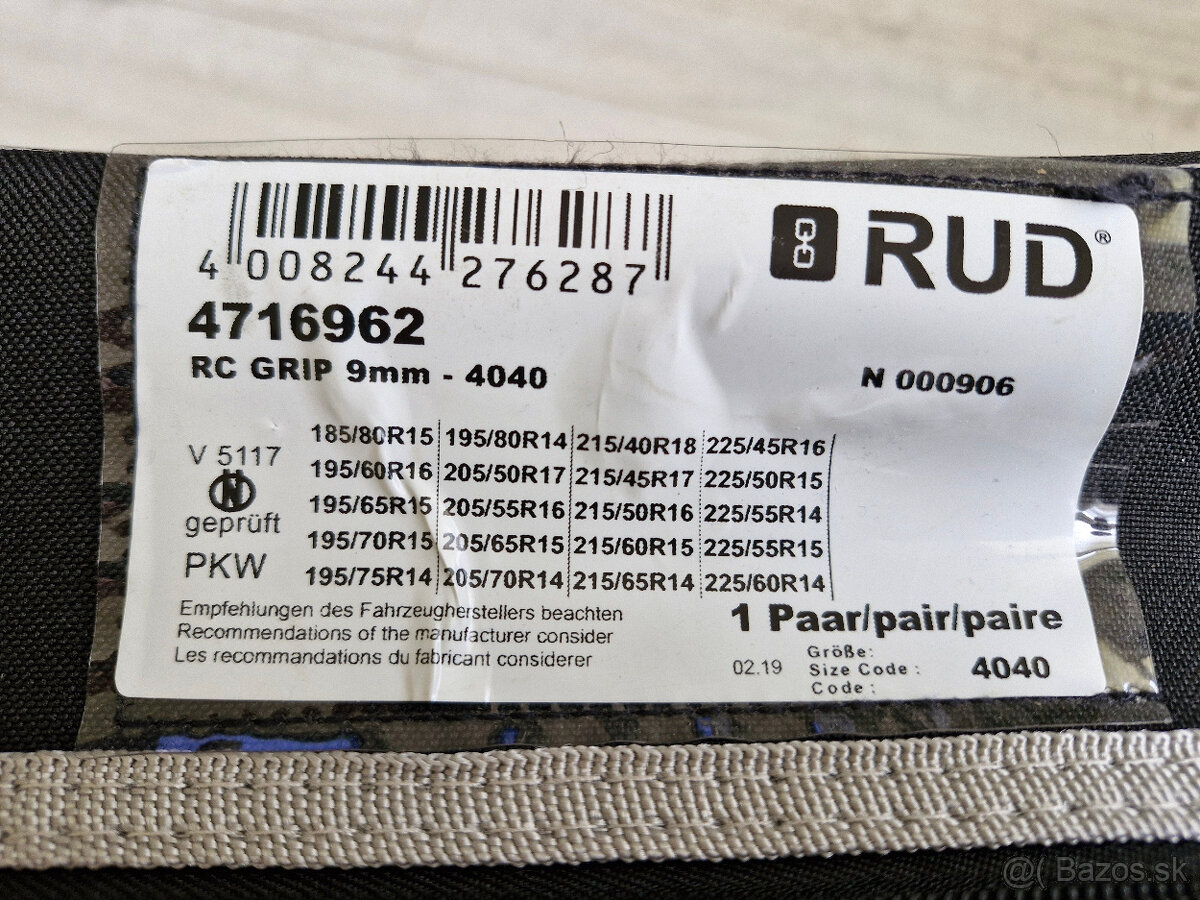 4 008244 276287
RUD®
4716962
RC GRIP 9mm - 4040
N 000906
V 5117
N
geprüft
PKW
185/80R15 195/80R14 215/40R18 225/45R16
195/60R16 205/50R17 215/45R17 225/50R15
195/65R15 205/55R16 215/50R16 225/55R14
195/70R15 205/65R15 215/60R15 225/55R15
195/75R14 205/70R14 215/65R14 225/60R14
Empfehlungen des Fahrzeugherstellers beachten
Recommendations of the manufacturer consider
Les recommandations du fabricant considerer
1 Paar/pair/paire
02.19
Größe:
Size Code : 4040
Code :
@( Bazos.sk